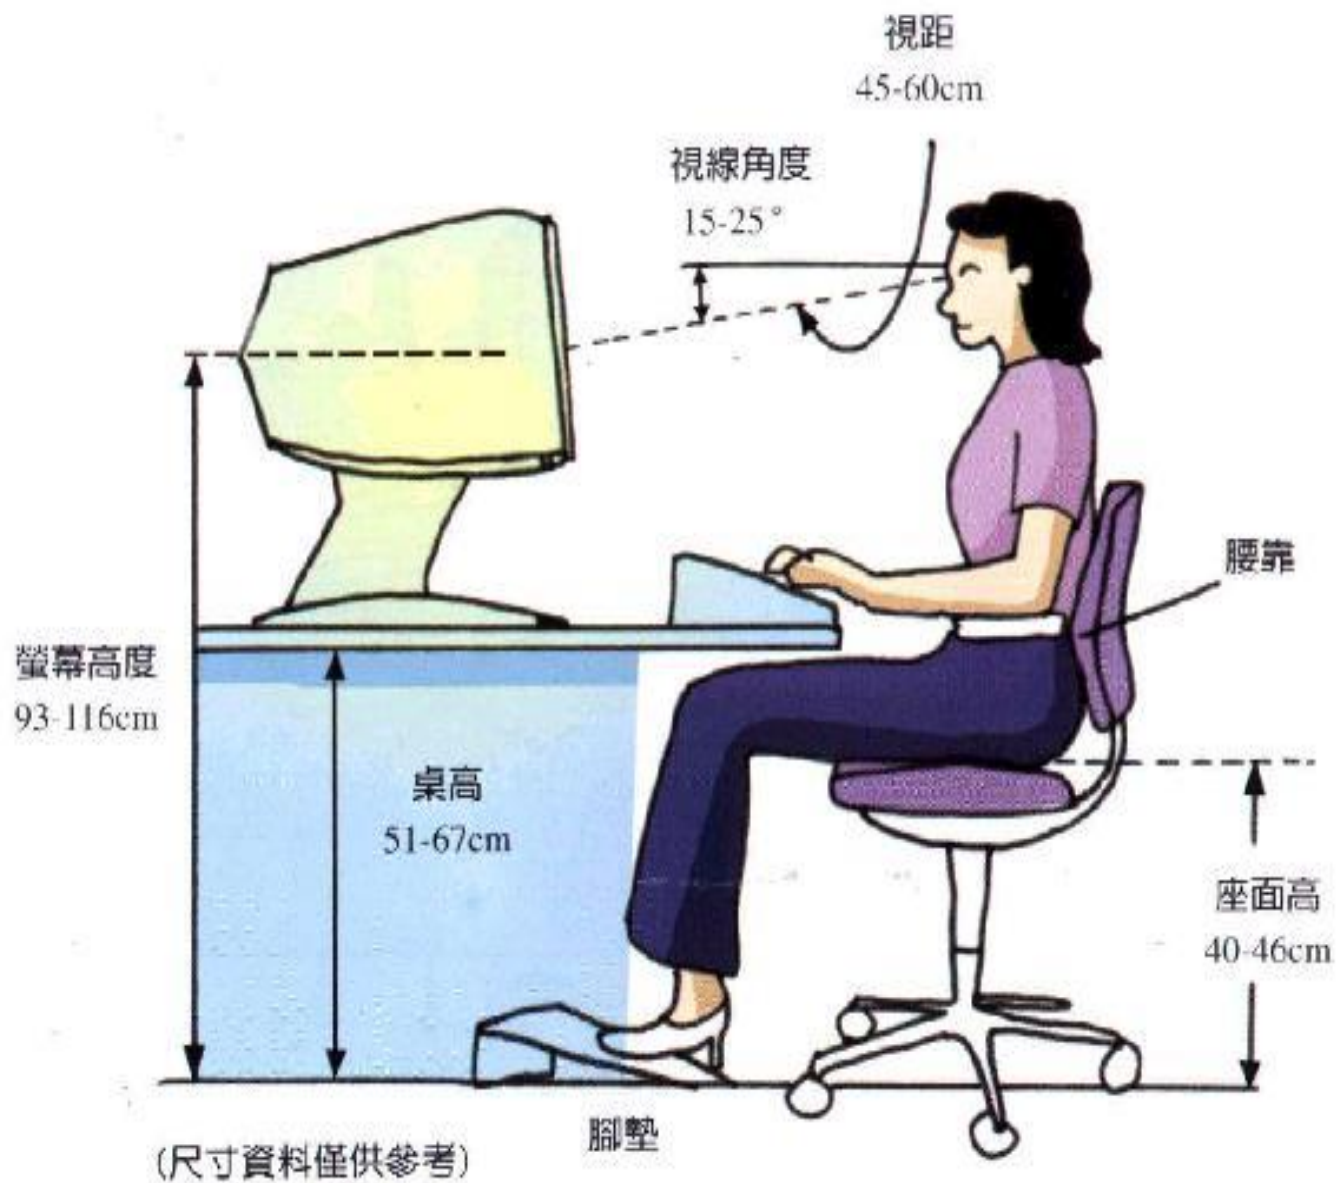 視距
45-60cm
視線角度
15-25°
腰靠
螢幕高度
93-116cm
桌高
51-67cm
座面高
40-46cm
腳墊
(尺寸資料僅供參考)